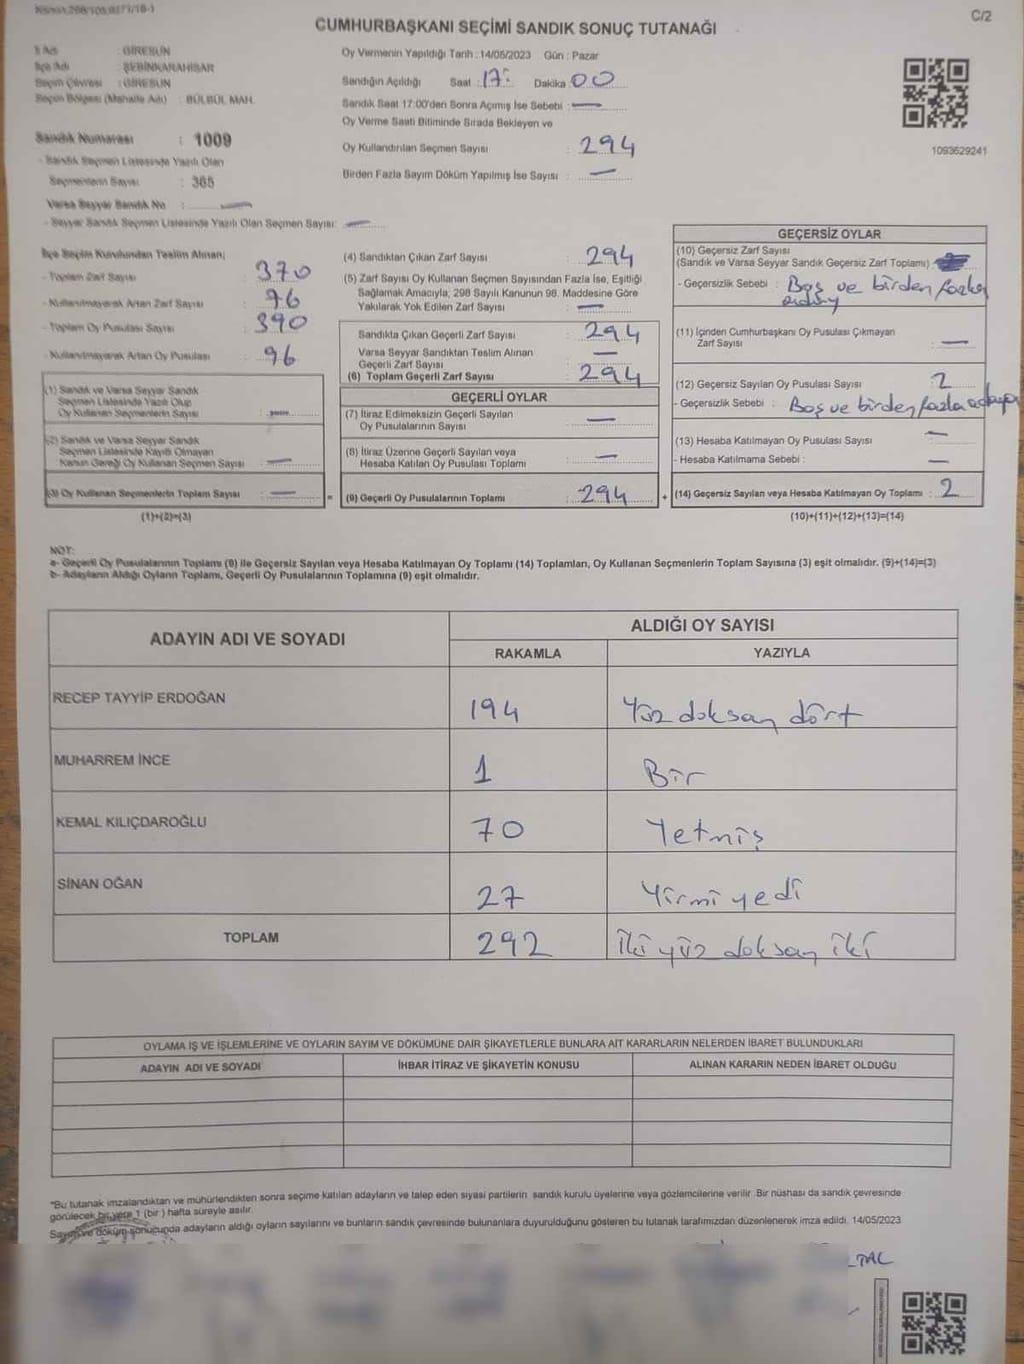 C/2
CUMHURBAŞKANI SEÇİMİ SANDIK SONUÇ TUTANAĞI
İl Adı : GİRESUN
İlçe Adı : ŞEBİNKARAHİSAR
Seçim Çevresi : GİRESUN
Seçim Bölgesi (Mahalle Adı) : BÜLBÜL MAH.
Sandık Numarası : 1009
- Sandık Seçmen Listesinde Yazılı Olan
Seçmenlerin Sayısı : 365
Varsa Seyyar Sandık No :
- Seyyar Sandık Seçmen Listesinde Yazılı Olan Seçmen Sayısı: —
Oy Vermenin Yapıldığı Tarih : 14/05/2023 Gün : Pazar
Sandığın Açıldığı Saat : 17: Dakika 00
Sandık Saat 17:00'den Sonra Açmış İse Sebebi : —
Oy Verme Saati Bitiminde Sırada Bekleyen ve
Oy Kullandırılan Seçmen Sayısı : 294
Birden Fazla Sayım Döküm Yapılmış İse Sayısı : —
1093629241
İlçe Seçim Kurulundan Teslim Alınan;
- Toplam Zarf Sayısı 370
- Kullanılmayarak Artan Zarf Sayısı 76
- Toplam Oy Pusulası Sayısı 390
- Kullanılmayarak Artan Oy Pusulası 96
(1) Sandık ve Varsa Seyyar Sandık
Seçmen Listesinde Yazılı Olup
Oy Kullanan Seçmenlerin Sayısı :
(2) Sandık ve Varsa Seyyar Sandık
Seçmen Listesinde Kayıtlı Olmayan
Kanun Gereği Oy Kullanan Seçmen Sayısı : —
(3) Oy Kullanan Seçmenlerin Toplam Sayısı : — =
(1)+(2)=(3)
(4) Sandıktan Çıkan Zarf Sayısı : 294
(5) Zarf Sayısı Oy Kullanan Seçmen Sayısından Fazla İse, Eşitliği
Sağlamak Amacıyla, 298 Sayılı Kanunun 98. Maddesine Göre
Yakılarak Yok Edilen Zarf Sayısı : —
Sandıkta Çıkan Geçerli Zarf Sayısı : 294
Varsa Seyyar Sandıktan Teslim Alınan
Geçerli Zarf Sayısı : —
(6) Toplam Geçerli Zarf Sayısı : 294
GEÇERLİ OYLAR
(7) İtiraz Edilmeksizin Geçerli Sayılan
Oy Pusulalarının Sayısı : —
(8) İtiraz Üzerine Geçerli Sayılan veya
Hesaba Katılan Oy Pusulası Toplamı : —
(9) Geçerli Oy Pusulalarının Toplamı : 294 +
GEÇERSİZ OYLAR
(10) Geçersiz Zarf Sayısı
(Sandık ve Varsa Seyyar Sandık Geçersiz Zarf Toplamı)
- Geçersizlik Sebebi : Boş ve birden fazla
(11) İçinden Cumhurbaşkanı Oy Pusulası Çıkmayan
Zarf Sayısı : —
(12) Geçersiz Sayılan Oy Pusulası Sayısı : 2
- Geçersizlik Sebebi : Boş ve birden fazla adaya
(13) Hesaba Katılmayan Oy Pusulası Sayısı : —
- Hesaba Katılmama Sebebi : —
(14) Geçersiz Sayılan veya Hesaba Katılmayan Oy Toplamı : 2
(10)+(11)+(12)+(13)=(14)
NOT:
a- Geçerli Oy Pusulalarının Toplamı (9) ile Geçersiz Sayılan veya Hesaba Katılmayan Oy Toplamı (14) Toplamları, Oy Kullanan Seçmenlerin Toplam Sayısına (3) eşit olmalıdır. (9)+(14)=(3)
b- Adayların Aldığı Oyların Toplamı, Geçerli Oy Pusulalarının Toplamına (9) eşit olmalıdır.
ADAYIN ADI VE SOYADI
ALDIĞI OY SAYISI
RAKAMLA YAZIYLA
RECEP TAYYİP ERDOĞAN 194 Yüz doksan dört
MUHARREM İNCE 1 Bir
KEMAL KILIÇDAROĞLU 70 Yetmiş
SİNAN OĞAN 27 Yirmi yedi
TOPLAM 292 İki yüz doksan iki
OYLAMA İŞ VE İŞLEMLERİNE VE OYLARIN SAYIM VE DÖKÜMÜNE DAİR ŞİKAYETLERLE BUNLARA AİT KARARLARIN NELERDEN İBARET BULUNDUKLARI
ADAYIN ADI VE SOYADI İHBAR İTİRAZ VE ŞİKAYETİN KONUSU ALINAN KARARIN NEDEN İBARET OLDUĞU
*Bu tutanak imzalandıktan ve mühürlendikten sonra seçime katılan adayların ve talep eden siyasi partilerin sandık kurulu üyelerine veya gözlemcilerine verilir. Bir nüshası da sandık çevresinde
görülecek bir yere 1 (bir ) hafta süreyle asılır.
Sayım ve döküm sonucunda adayların aldığı oyların sayılarını ve bunların sandık çevresinde bulunanlara duyurulduğunu gösteren bu tutanak tarafımızdan düzenlenerek imza edildi. 14/05/2023